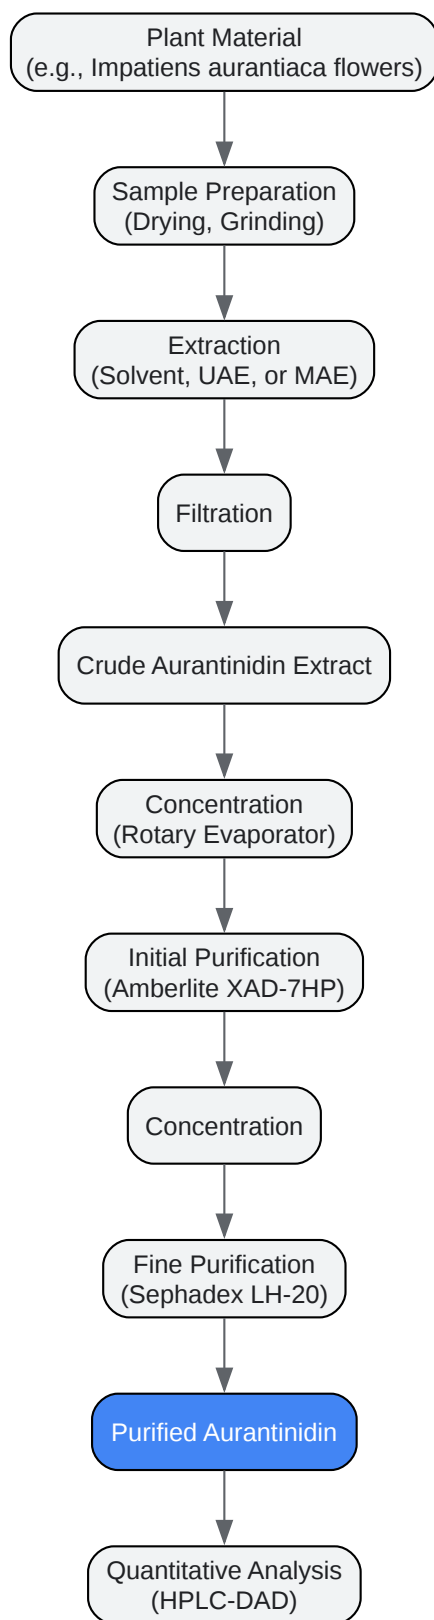 Plant Material
(e.g., Impatiens aurantiaca flowers)
Sample Preparation
(Drying, Grinding)
Extraction
(Solvent, UAE, or MAE)
Filtration
Crude Aurantinidin Extract
Concentration
(Rotary Evaporator)
Initial Purification
(Amberlite XAD-7HP)
Concentration
Fine Purification
(Sephadex LH-20)
Purified Aurantinidin
Quantitative Analysis
(HPLC-DAD)